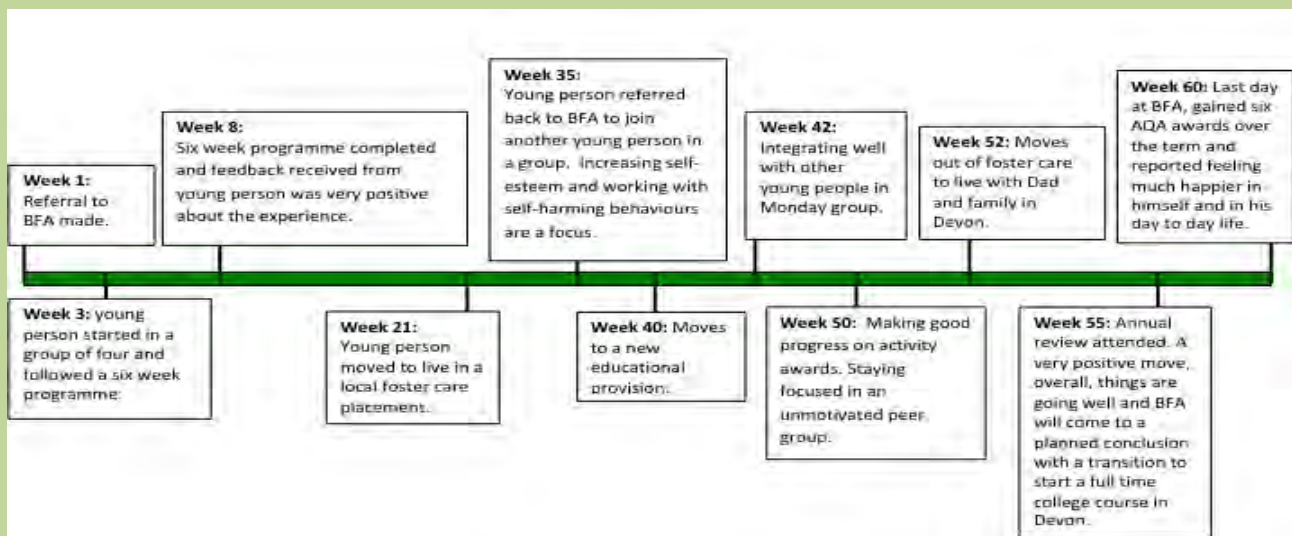 Week 1:
Referral to
BFA made.
Week 3: young
person started in a
group of four and
followed a six week
programme.
Week 8:
Six week programme completed
and feedback received from
young person was very positive
about the experience.
Week 21:
Young person
moved to live in a
local foster care
placement.
Week 35:
Young person referred
back to BFA to join
another young person in
a group. Increasing self-
esteem and working with
self-harming behaviours
are a focus.
Week 40: Moves
to a new
educational
provision.
Week 42:
Integrating well
with other
young people in
Monday group.
Week 50: Making good
progress on activity
awards. Staying
focused in an
unmotivated peer
group.
Week 52: Moves
out of foster care
to live with Dad
and family in
Devon.
Week 55: Annual
review attended. A
very positive move,
overall, things are
going well and BFA
will come to a
planned conclusion
with a transition to
start a full time
college course in
Devon.
Week 60: Last day
at BFA, gained six
AQA awards over
the term and
reported feeling
much happier in
himself and in his
day to day life.